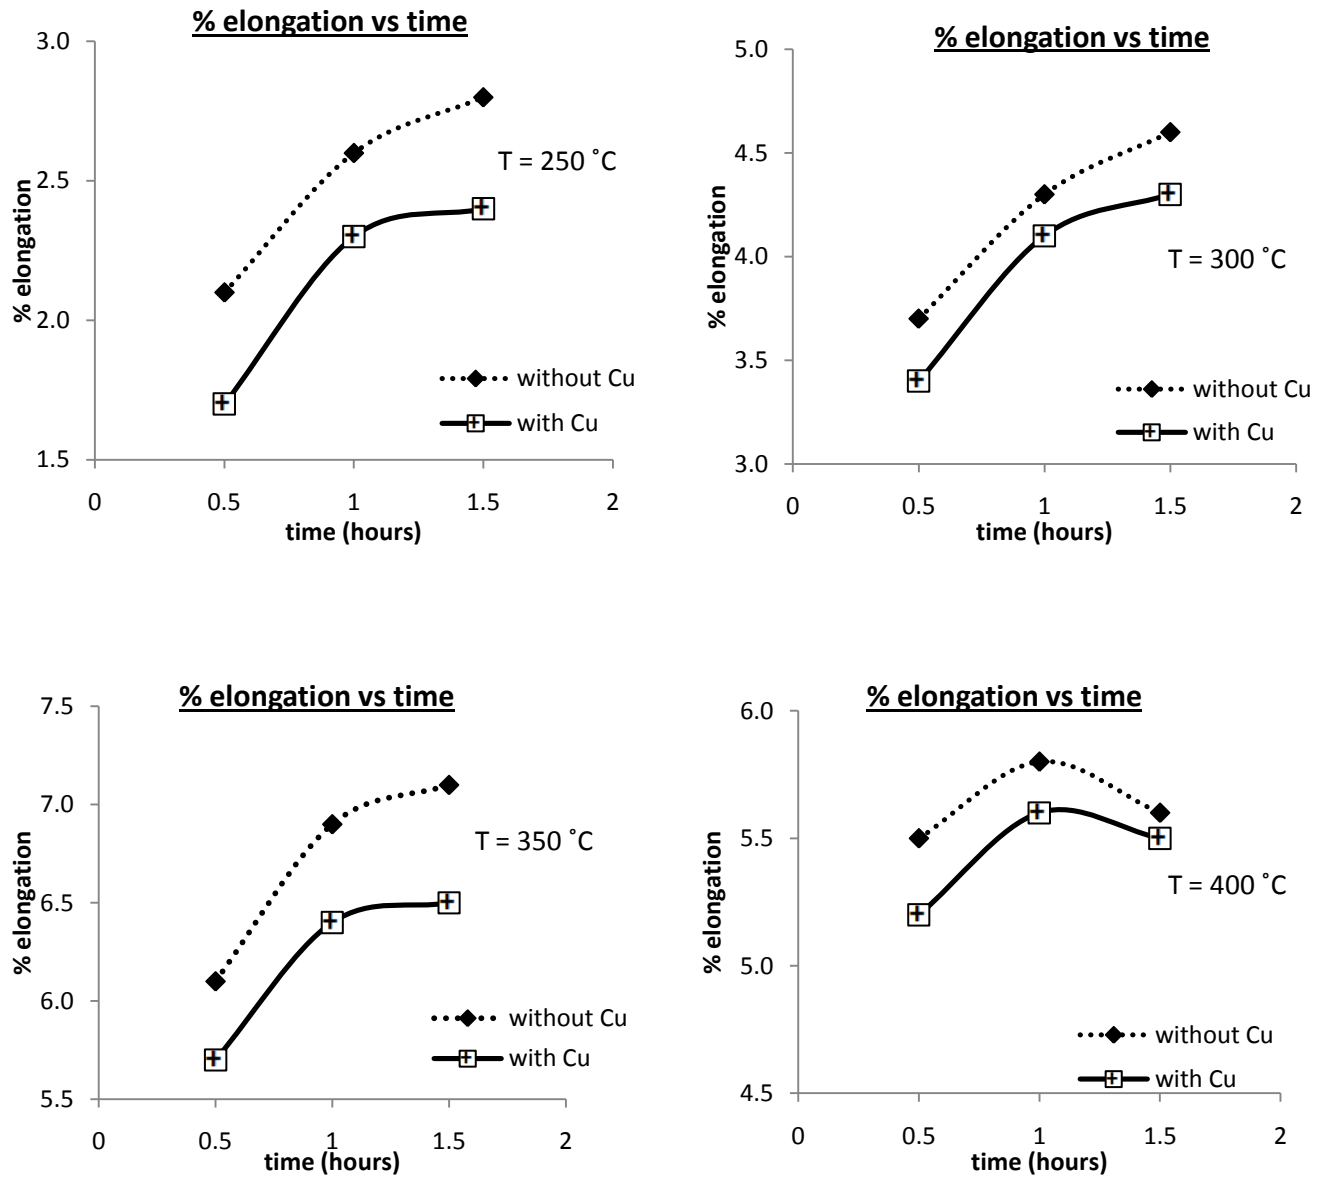 % elongation vs time
3.0
2.5
2.0
1.5
% elongation
T = 250 ˚C
without Cu
with Cu
0 0.5 1 1.5 2
time (hours)
% elongation vs time
5.0
4.5
4.0
3.5
3.0
% elongation
T = 300 ˚C
without Cu
with Cu
0 0.5 1 1.5 2
time (hours)
% elongation vs time
7.5
7.0
6.5
6.0
5.5
% elongation
T = 350 ˚C
without Cu
with Cu
0 0.5 1 1.5 2
time (hours)
% elongation vs time
6.0
5.5
5.0
4.5
% elongation
T = 400 ˚C
without Cu
with Cu
0 0.5 1 1.5 2
time (hours)